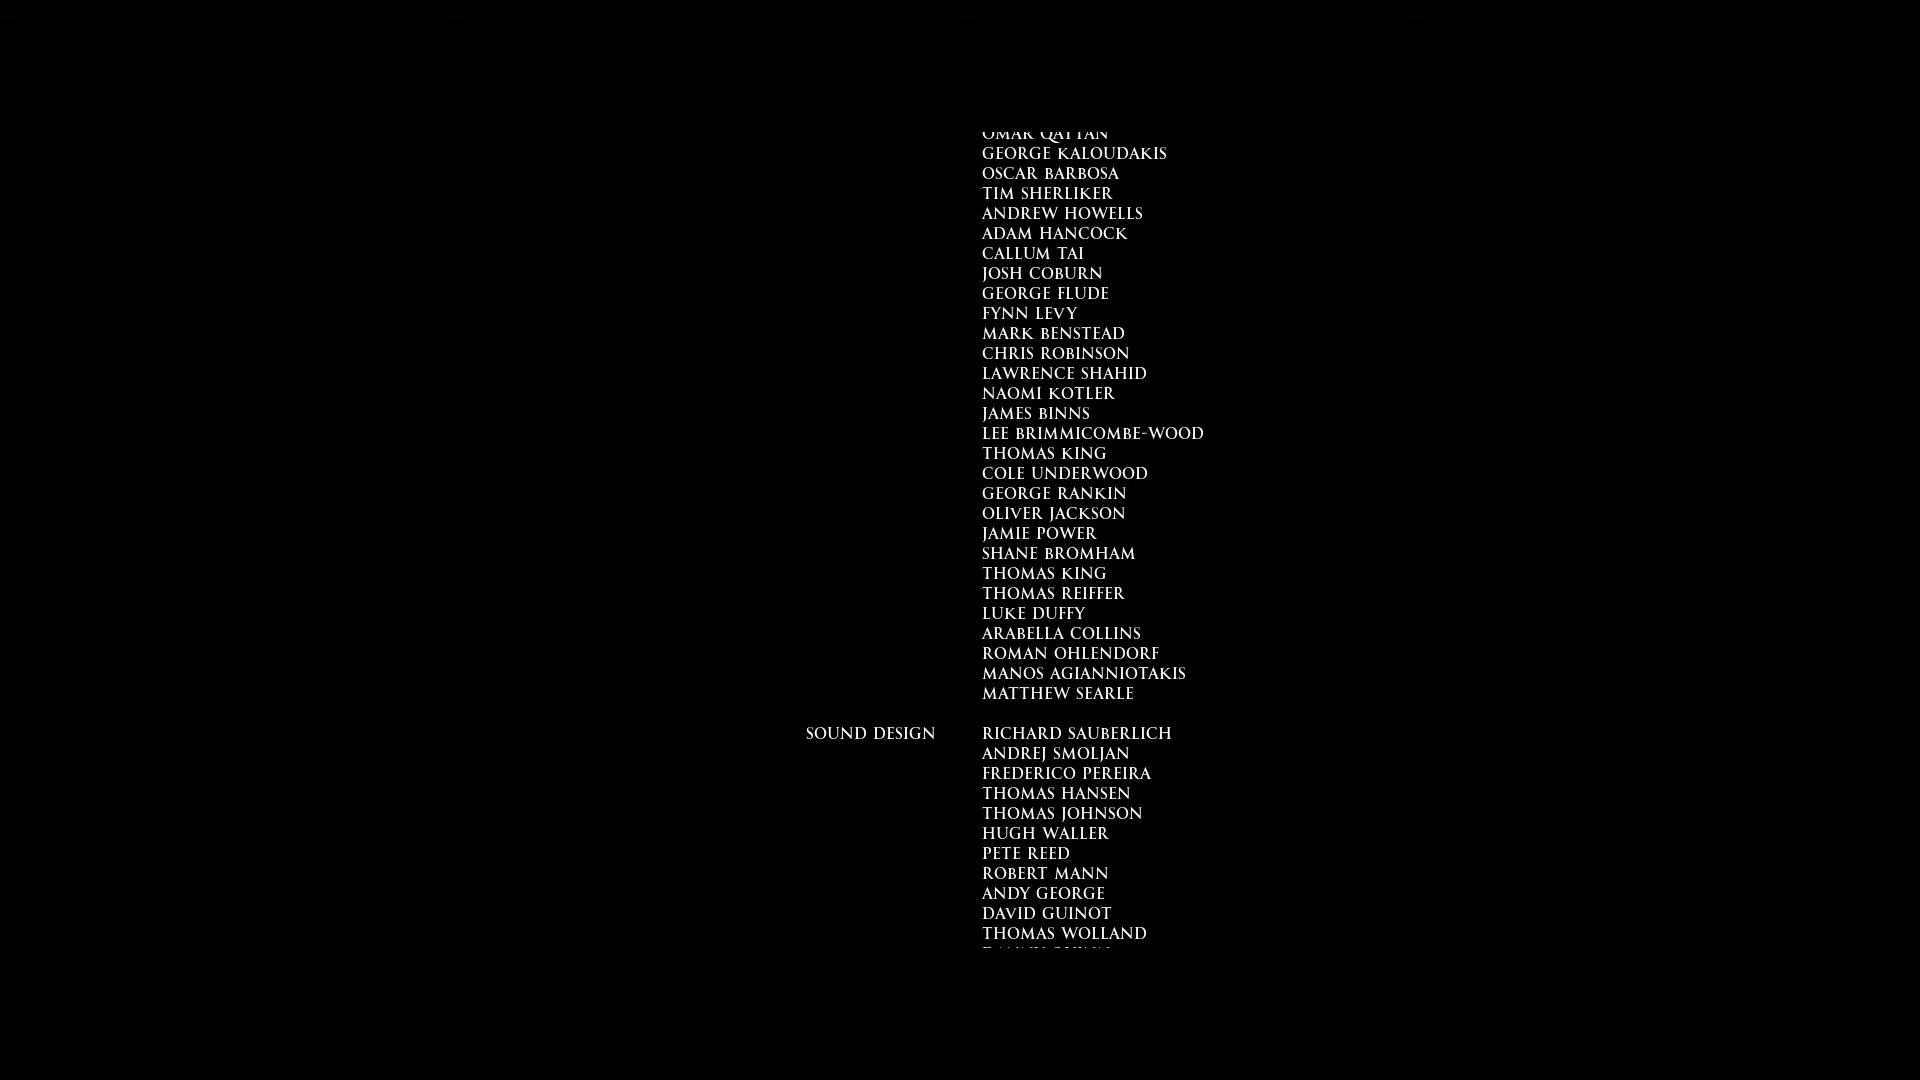 OMAR QATTAN
GEORGE KALOUDAKIS
OSCAR BARBOSA
TIM SHERLIKER
ANDREW HOWELLS
ADAM HANCOCK
CALLUM TAI
JOSH COBURN
GEORGE FLUDE
FYNN LEVY
MARK BENSTEAD
CHRIS ROBINSON
LAWRENCE SHAHID
NAOMI KOTLER
JAMES BINNS
LEE BRIMMICOMBE-WOOD
THOMAS KING
COLE UNDERWOOD
GEORGE RANKIN
OLIVER JACKSON
JAMIE POWER
SHANE BROMHAM
THOMAS KING
THOMAS REIFFER
LUKE DUFFY
ARABELLA COLLINS
ROMAN OHLENDORF
MANOS AGIANNIOTAKIS
MATTHEW SEARLE
SOUND DESIGN RICHARD SAUBERLICH
ANDREJ SMOLJAN
FREDERICO PEREIRA
THOMAS HANSEN
THOMAS JOHNSON
HUGH WALLER
PETE REED
ROBERT MANN
ANDY GEORGE
DAVID GUINOT
THOMAS WOLLAND